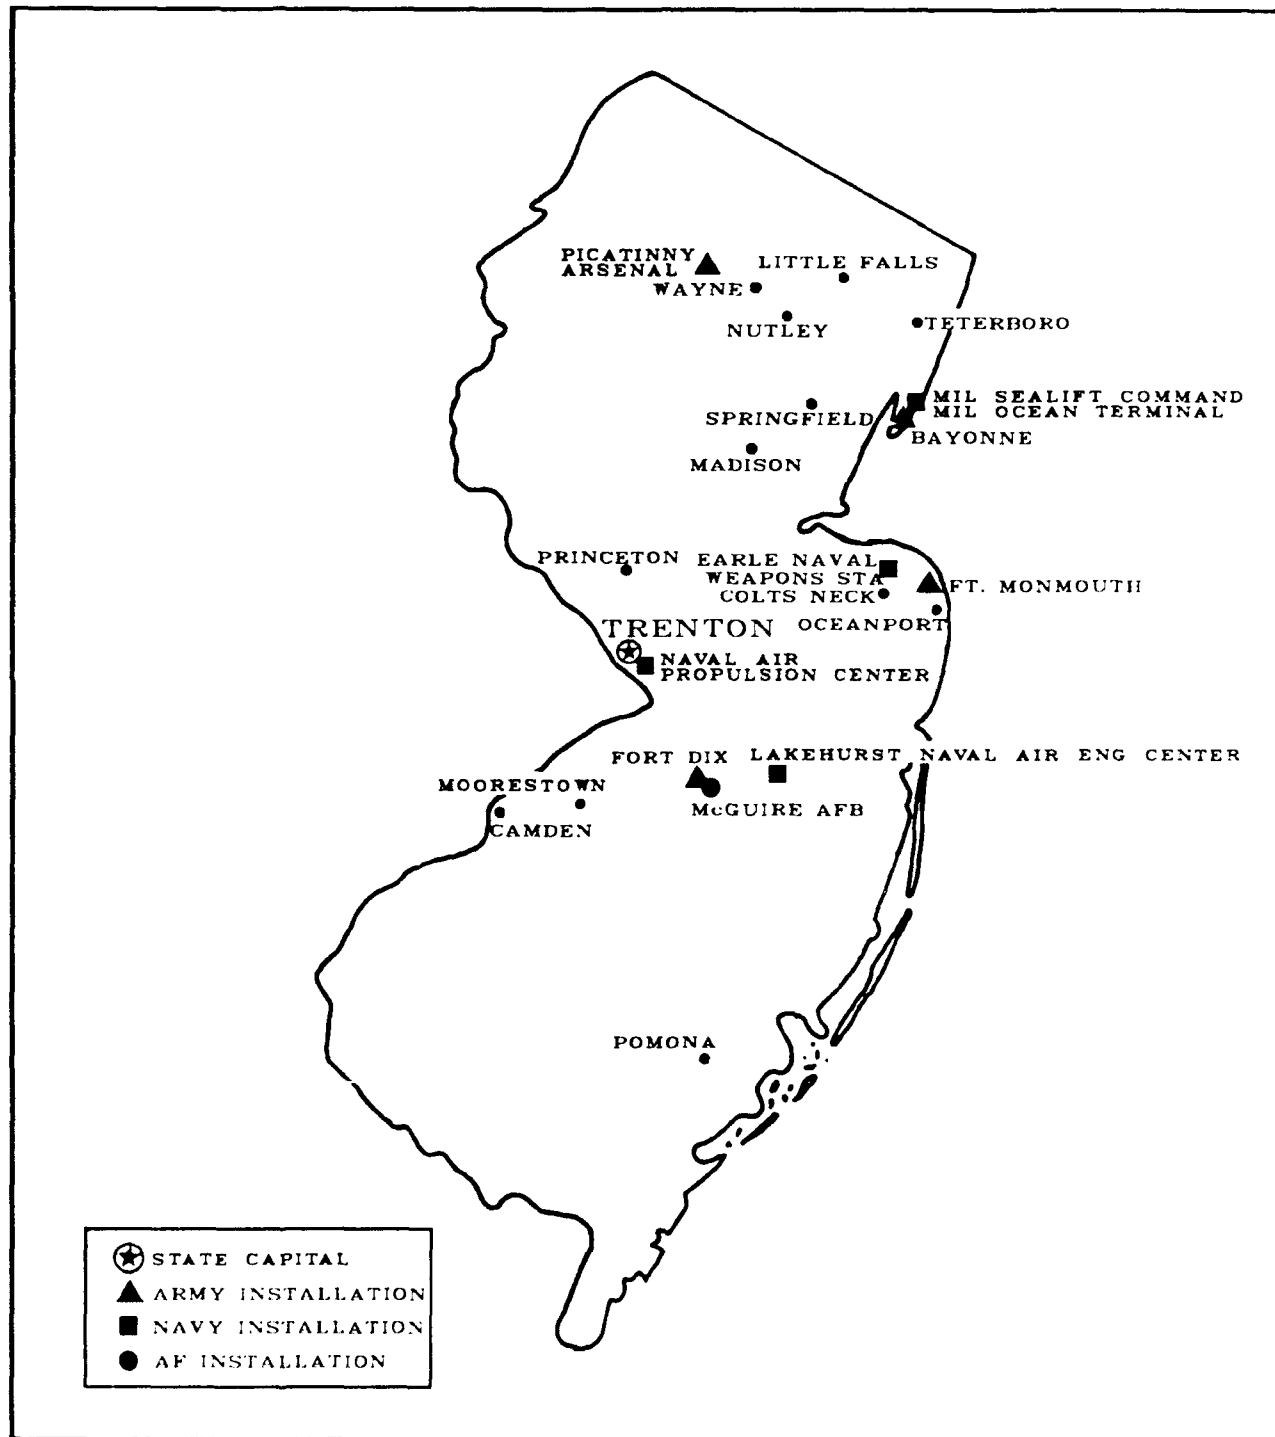 PICATINNY
ARSENAL
LITTLE FALLS
WAYNE
NUTLEY
TETERBORO
MIL SEALIFT COMMAND
MIL OCEAN TERMINAL
SPRINGFIELD
BAYONNE
MADISON
PRINCETON
EARLE NAVAL
WEAPONS STA
COLTS NECK
FT. MONMOUTH
OCEANPORT
TRENTON
NAVAL AIR
PROPULSION CENTER
FORT DIX
LAKEHURST NAVAL AIR ENG CENTER
MOORESTOWN
McGUIRE AFB
CAMDEN
POMONA
STATE CAPITAL
ARMY INSTALLATION
NAVY INSTALLATION
AF INSTALLATION